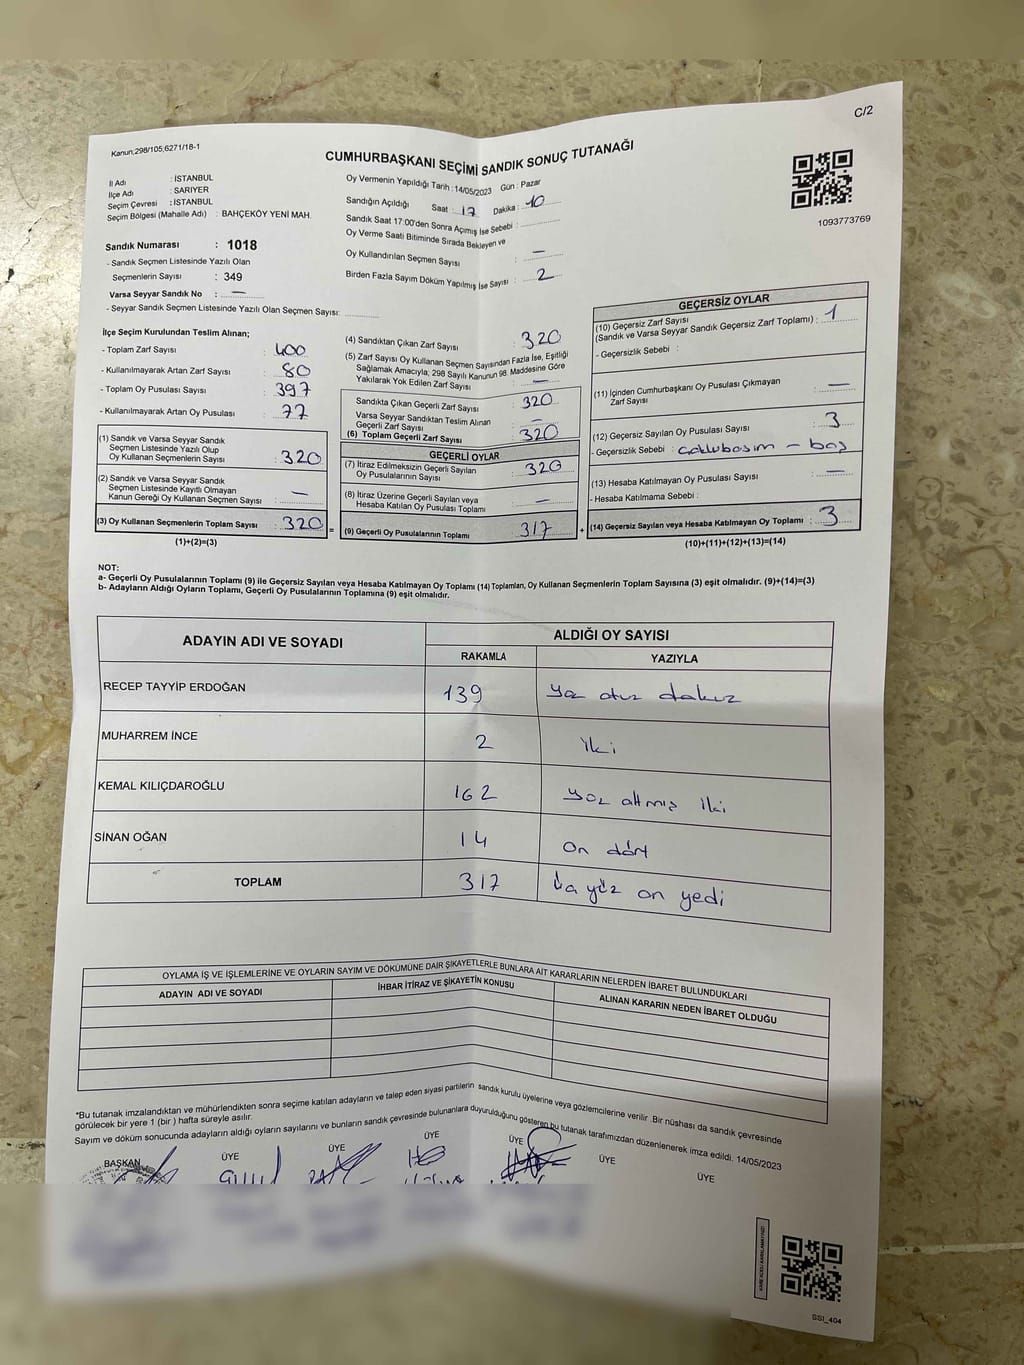 C/2
Kanun:298/105;6271/18-1
CUMHURBAŞKANI SEÇİMİ SANDIK SONUÇ TUTANAĞI
İl Adı : İSTANBUL
İlçe Adı : SARIYER
Seçim Çevresi : İSTANBUL
Seçim Bölgesi (Mahalle Adı) : BAHÇEKÖY YENİ MAH.
Oy Vermenin Yapıldığı Tarih : 14/05/2023 Gün : Pazar
Sandığın Açıldığı Saat : 17 Dakika : 10
Sandık Saat 17:00'den Sonra Açımış İse Sebebi :
Oy Verme Saati Bitiminde Sırada Bekleyen ve
Oy Kullandırılan Seçmen Sayısı : —
Birden Fazla Sayım Döküm Yapılmış İse Sayısı : 2
1093773769
Sandık Numarası : 1018
- Sandık Seçmen Listesinde Yazılı Olan
Seçmenlerin Sayısı : 349
Varsa Seyyar Sandık No : —
- Seyyar Sandık Seçmen Listesinde Yazılı Olan Seçmen Sayısı:
İlçe Seçim Kurulundan Teslim Alınan;
- Toplam Zarf Sayısı : 400
- Kullanılmayarak Artan Zarf Sayısı : 80
- Toplam Oy Pusulası Sayısı : 397
- Kullanılmayarak Artan Oy Pusulası : 77
(1) Sandık ve Varsa Seyyar Sandık
Seçmen Listesinde Yazılı Olup
Oy Kullanan Seçmenlerin Sayısı : 320
(2) Sandık ve Varsa Seyyar Sandık
Seçmen Listesinde Kayıtlı Olmayan
Kanun Gereği Oy Kullanan Seçmen Sayısı : —
(3) Oy Kullanan Seçmenlerin Toplam Sayısı : 320 =
(1)+(2)=(3)
(4) Sandıktan Çıkan Zarf Sayısı : 320
(5) Zarf Sayısı Oy Kullanan Seçmen Sayısından Fazla İse, Eşitliği
Sağlamak Amacıyla, 298 Sayılı Kanunun 98. Maddesine Göre
Yakılarak Yok Edilen Zarf Sayısı : —
Sandıkta Çıkan Geçerli Zarf Sayısı : 320
Varsa Seyyar Sandıktan Teslim Alınan
Geçerli Zarf Sayısı : —
(6) Toplam Geçerli Zarf Sayısı : 320
GEÇERLİ OYLAR
(7) İtiraz Edilmeksizin Geçerli Sayılan
Oy Pusulalarının Sayısı : 320
(8) İtiraz Üzerine Geçerli Sayılan veya
Hesaba Katılan Oy Pusulası Toplamı : —
(9) Geçerli Oy Pusulalarının Toplamı : 317 +
GEÇERSİZ OYLAR
(10) Geçersiz Zarf Sayısı
(Sandık ve Varsa Seyyar Sandık Geçersiz Zarf Toplamı) : 1
- Geçersizlik Sebebi :
(11) İçinden Cumhurbaşkanı Oy Pusulası Çıkmayan
Zarf Sayısı : —
(12) Geçersiz Sayılan Oy Pusulası Sayısı : 3
- Geçersizlik Sebebi : – boş
(13) Hesaba Katılmayan Oy Pusulası Sayısı : —
- Hesaba Katılmama Sebebi :
(14) Geçersiz Sayılan veya Hesaba Katılmayan Oy Toplamı : 3
(10)+(11)+(12)+(13)=(14)
NOT:
a- Geçerli Oy Pusulalarının Toplamı (9) ile Geçersiz Sayılan veya Hesaba Katılmayan Oy Toplamı (14) Toplamları, Oy Kullanan Seçmenlerin Toplam Sayısına (3) eşit olmalıdır. (9)+(14)=(3)
b- Adayların Aldığı Oyların Toplamı, Geçerli Oy Pusulalarının Toplamına (9) eşit olmalıdır.
ADAYIN ADI VE SOYADI ALDIĞI OY SAYISI
RAKAMLA YAZIYLA
RECEP TAYYİP ERDOĞAN 139 yüz otuz dokuz
MUHARREM İNCE 2 iki
KEMAL KILIÇDAROĞLU 162 yüz altmış iki
SİNAN OĞAN 14 on dört
TOPLAM 317 üç yüz on yedi
OYLAMA İŞ VE İŞLEMLERİNE VE OYLARIN SAYIM VE DÖKÜMÜNE DAİR ŞİKAYETLERLE BUNLARA AİT KARARLARIN NELERDEN İBARET BULUNDUKLARI
ADAYIN ADI VE SOYADI İHBAR İTİRAZ VE ŞİKAYETİN KONUSU ALINAN KARARIN NEDEN İBARET OLDUĞU
*Bu tutanak imzalandıktan ve mühürlendikten sonra seçime katılan adayların ve talep eden siyasi partilerin sandık kurulu üyelerine veya gözlemcilerine verilir .Bir nüshası da sandık çevresinde
görülecek bir yere 1 (bir ) hafta süreyle asılır.
Sayım ve döküm sonucunda adayların aldığı oyların sayılarını ve bunların sandık çevresinde bulunanlara duyurulduğunu gösteren bu tutanak tarafımızdan düzenlenerek imza edildi. 14/05/2023
BAŞKAN ÜYE ÜYE ÜYE ÜYE ÜYE ÜYE
SSI_404